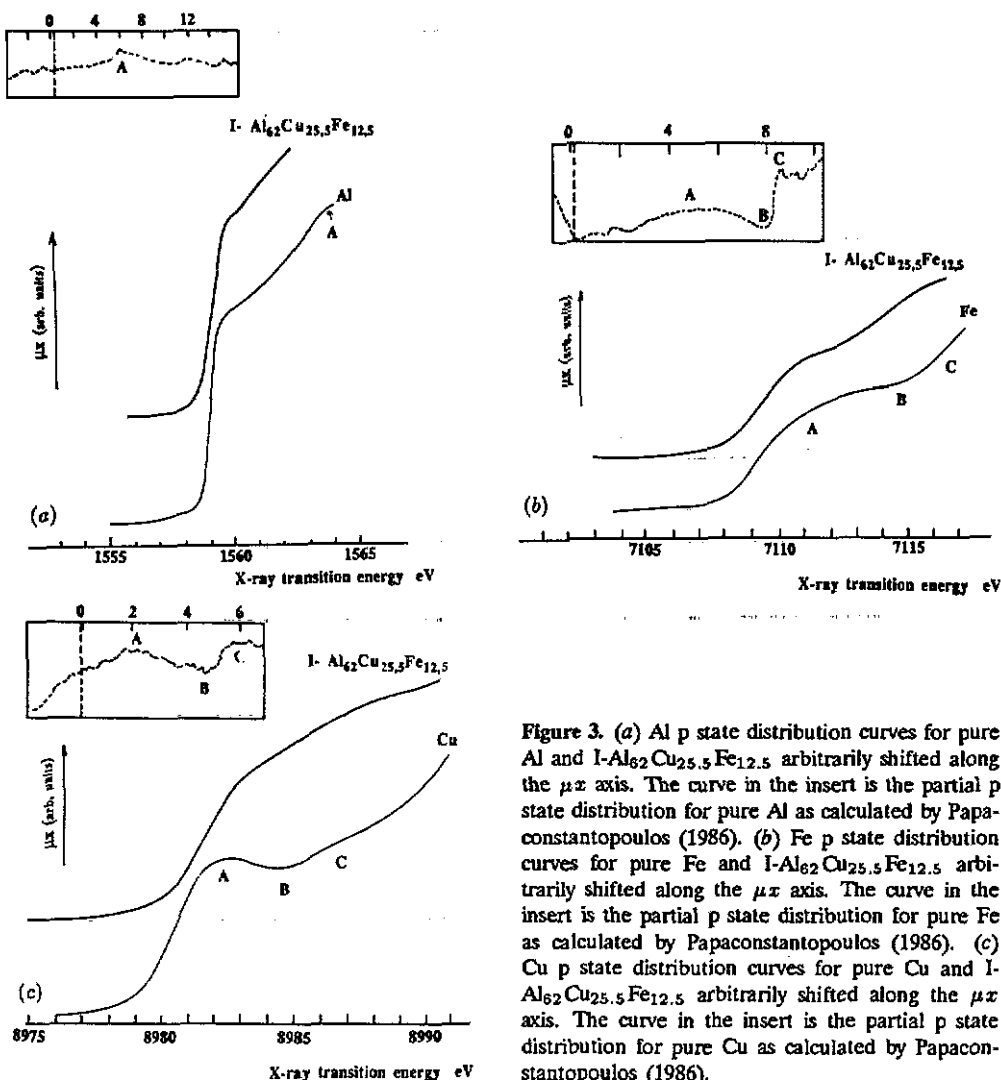 0 4 8 12
A
I- Al62Cu25,5Fe12,5
Al
A
μx (arb. units)
(a)
1555 1560 1565
X-ray transition energy eV
0 4 8
A
B
C
I- Al62Cu25,5Fe12,5
Fe
μx (arb. units)
A
B
C
(b)
7105 7110 7115
X-ray transition energy eV
0 2 4 6
A
B
C
I- Al62Cu25,5Fe12,5
Cu
μx (arb. units)
A
B
C
(c)
8975 8980 8985 8990
X-ray transition energy eV
Figure 3. (a) Al p state distribution curves for pure
Al and I-Al62Cu25.5Fe12.5 arbitrarily shifted along
the μx axis. The curve in the insert is the partial p
state distribution for pure Al as calculated by Papa-
constantopoulos (1986). (b) Fe p state distribution
curves for pure Fe and I-Al62Cu25.5Fe12.5 arbi-
trarily shifted along the μx axis. The curve in the
insert is the partial p state distribution for pure Fe
as calculated by Papaconstantopoulos (1986). (c)
Cu p state distribution curves for pure Cu and I-
Al62Cu25.5Fe12.5 arbitrarily shifted along the μx
axis. The curve in the insert is the partial p state
distribution for pure Cu as calculated by Papacon-
stantopoulos (1986).